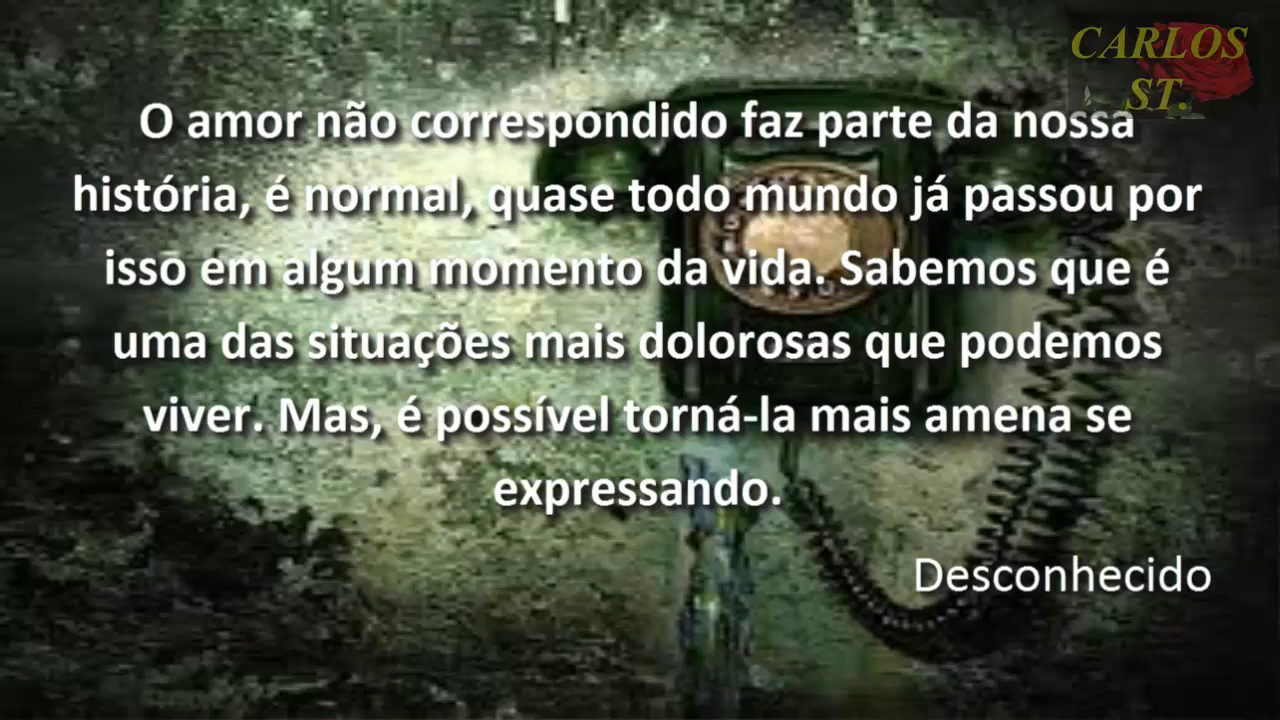 CARLOS
ST.
O amor não correspondido faz parte da nossa
história, é normal, quase todo mundo já passou por
isso em algum momento da vida. Sabemos que é
uma das situações mais dolorosas que podemos
viver. Mas, é possível torná-la mais amena se
expressando.
Desconhecido